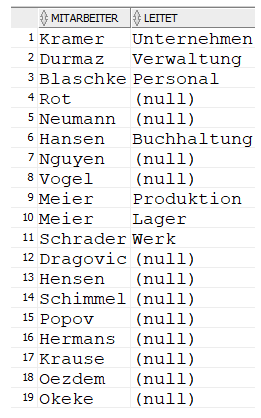 MITARBEITER LEITET
1 Kramer Unternehmen
2 Durmaz Verwaltung
3 Blaschke Personal
4 Rot (null)
5 Neumann (null)
6 Hansen Buchhaltung
7 Nguyen (null)
8 Vogel (null)
9 Meier Produktion
10 Meier Lager
11 Schrader Werk
12 Dragovic (null)
13 Hensen (null)
14 Schimmel (null)
15 Popov (null)
16 Hermans (null)
17 Krause (null)
18 Oezdem (null)
19 Okeke (null)